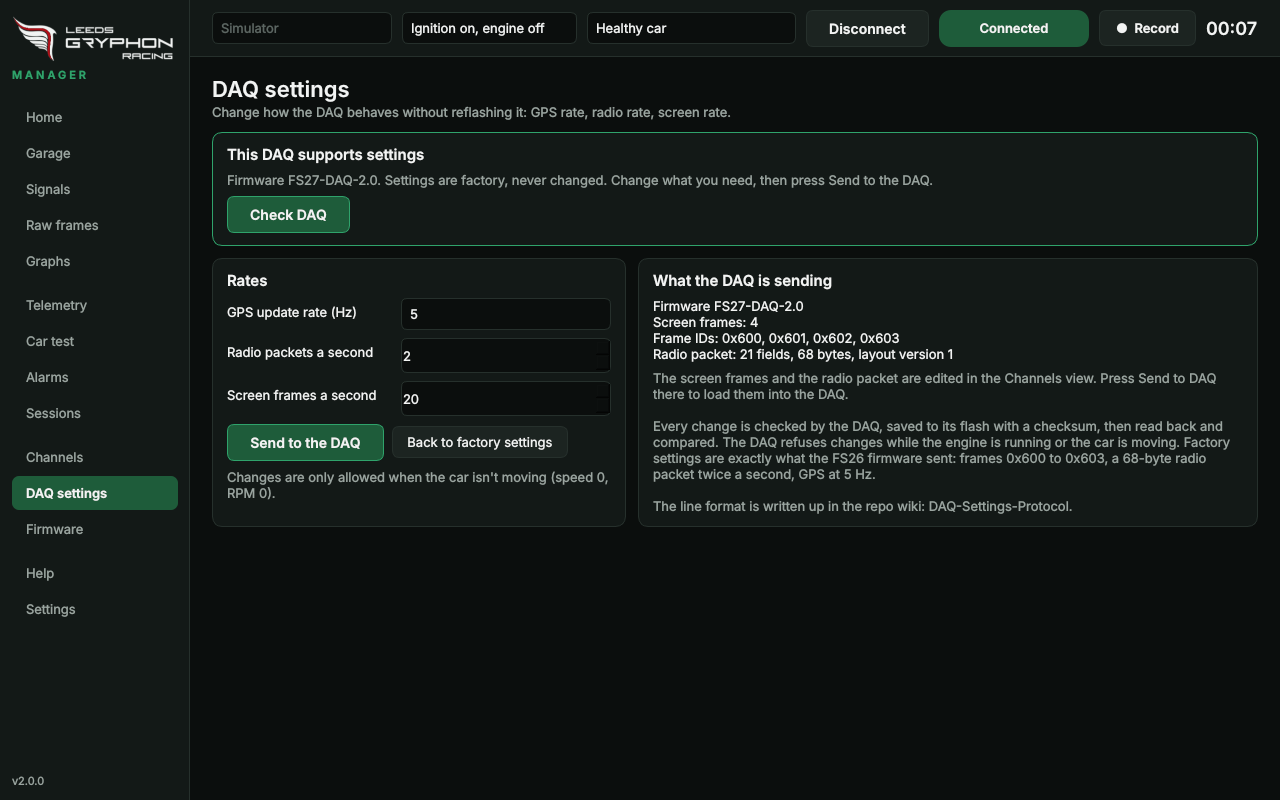 LEEDS
GRYPHON
RACING
MANAGER
Home
Garage
Signals
Raw frames
Graphs
Telemetry
Car test
Alarms
Sessions
Channels
DAQ settings
Firmware
Help
Settings
v2.0.0
Simulator
Ignition on, engine off
Healthy car
Disconnect
Connected
Record
00:07
DAQ settings
Change how the DAQ behaves without reflashing it: GPS rate, radio rate, screen rate.
This DAQ supports settings
Firmware FS27-DAQ-2.0. Settings are factory, never changed. Change what you need, then press Send to the DAQ.
Check DAQ
Rates
GPS update rate (Hz)
5
Radio packets a second
2
Screen frames a second
20
Send to the DAQ
Back to factory settings
Changes are only allowed when the car isn't moving (speed 0,
RPM 0).
What the DAQ is sending
Firmware FS27-DAQ-2.0
Screen frames: 4
Frame IDs: 0x600, 0x601, 0x602, 0x603
Radio packet: 21 fields, 68 bytes, layout version 1
The screen frames and the radio packet are edited in the Channels view. Press Send to DAQ
there to load them into the DAQ.
Every change is checked by the DAQ, saved to its flash with a checksum, then read back and
compared. The DAQ refuses changes while the engine is running or the car is moving. Factory
settings are exactly what the FS26 firmware sent: frames 0x600 to 0x603, a 68-byte radio
packet twice a second, GPS at 5 Hz.
The line format is written up in the repo wiki: DAQ-Settings-Protocol.